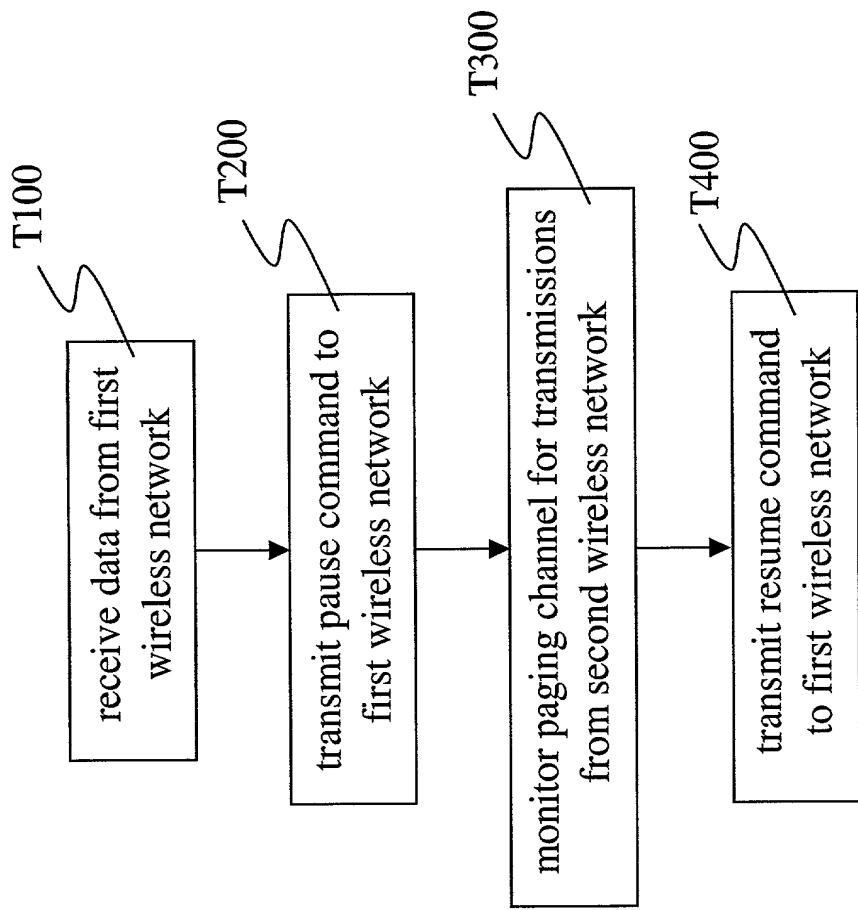 T100
receive data from first
wireless network
T200
transmit pause command to
first wireless network
T300
monitor paging channel for transmissions
from second wireless network
T400
transmit resume command
to first wireless network